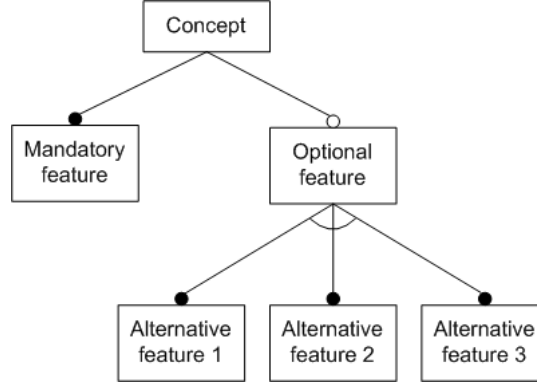 Concept
Mandatory
feature
Optional
feature
Alternative
feature 1
Alternative
feature 2
Alternative
feature 3